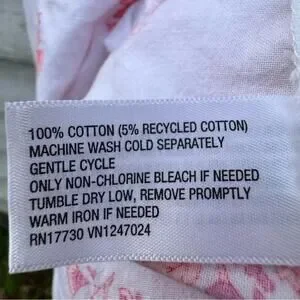 100% COTTON (5% RECYCLED COTTON)
MACHINE WASH COLD SEPARATELY
GENTLE CYCLE
ONLY NON-CHLORINE BLEACH IF NEEDED
TUMBLE DRY LOW, REMOVE PROMPTLY
WARM IRON IF NEEDED
RN17730 VN1247024